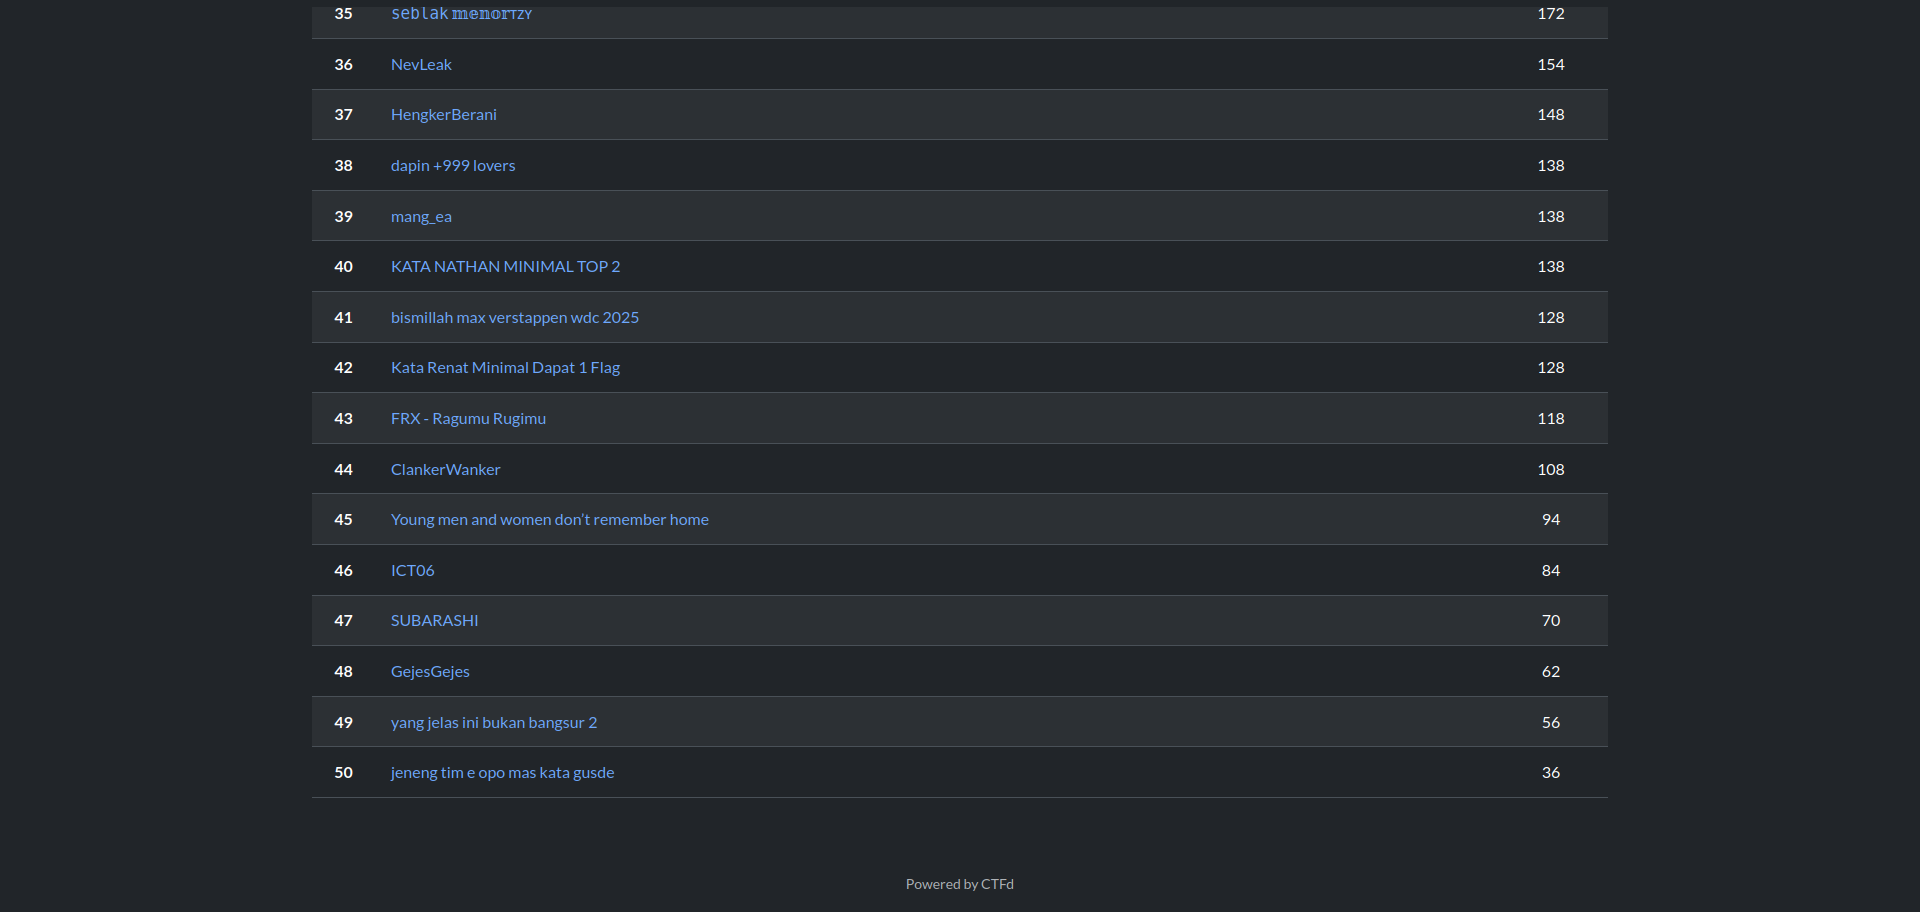 35 seblak 172
36 NevLeak 154
37 HengkerBerani 148
38 dapin +999 lovers 138
39 mang_ea 138
40 KATA NATHAN MINIMAL TOP 2 138
41 bismillah max verstappen wdc 2025 128
42 Kata Renat Minimal Dapat 1 Flag 128
43 FRX - Ragumu Rugimu 118
44 ClankerWanker 108
45 Young men and women don’t remember home 94
46 ICT06 84
47 SUBARASHI 70
48 GejesGejes 62
49 yang jelas ini bukan bangsur 2 56
50 jeneng tim e opo mas kata gusde 36
Powered by CTFd